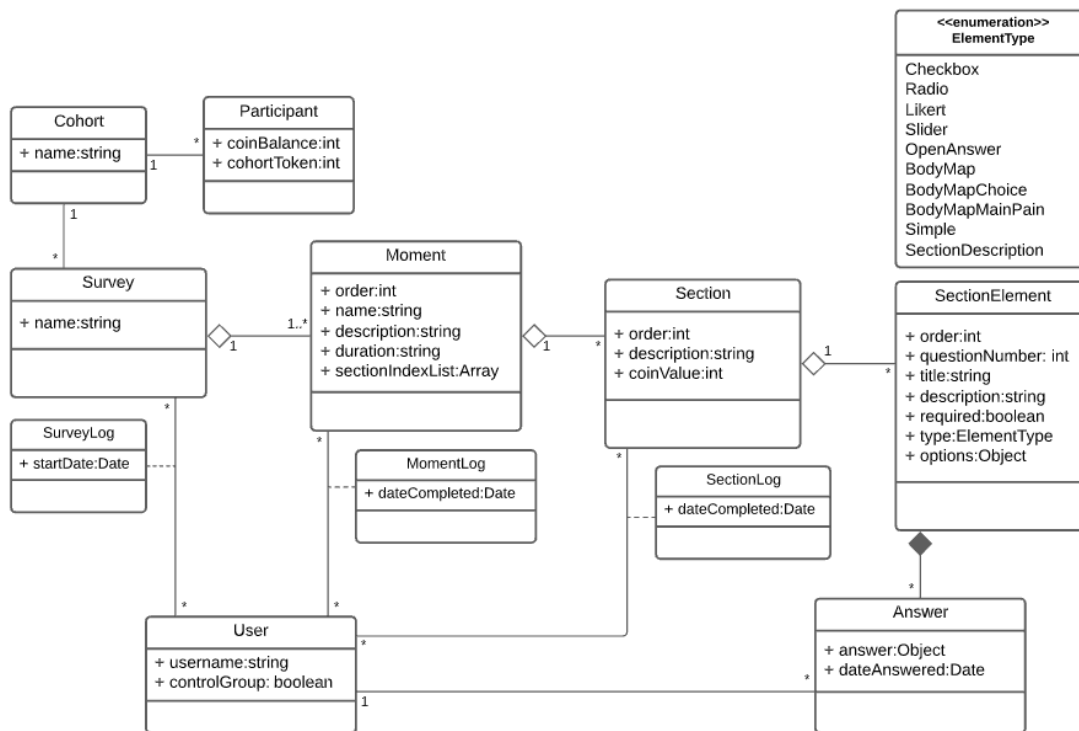 <<enumeration>>
ElementType
Checkbox
Radio
Likert
Slider
OpenAnswer
BodyMap
BodyMapChoice
BodyMapMainPain
Simple
SectionDescription
Cohort
+ name:string
1
*
Participant
+ coinBalance:int
+ cohortToken:int
1
*
Survey
+ name:string
1
1..*
Moment
+ order:int
+ name:string
+ description:string
+ duration:string
+ sectionIndexList:Array
1
*
Section
+ order:int
+ description:string
+ coinValue:int
1
*
SectionElement
+ order:int
+ questionNumber: int
+ title:string
+ description:string
+ required:boolean
+ type:ElementType
+ options:Object
*
SurveyLog
+ startDate:Date
*
*
MomentLog
+ dateCompleted:Date
*
*
SectionLog
+ dateCompleted:Date
*
*
User
+ username:string
+ controlGroup: boolean
1
*
Answer
+ answer:Object
+ dateAnswered:Date
*